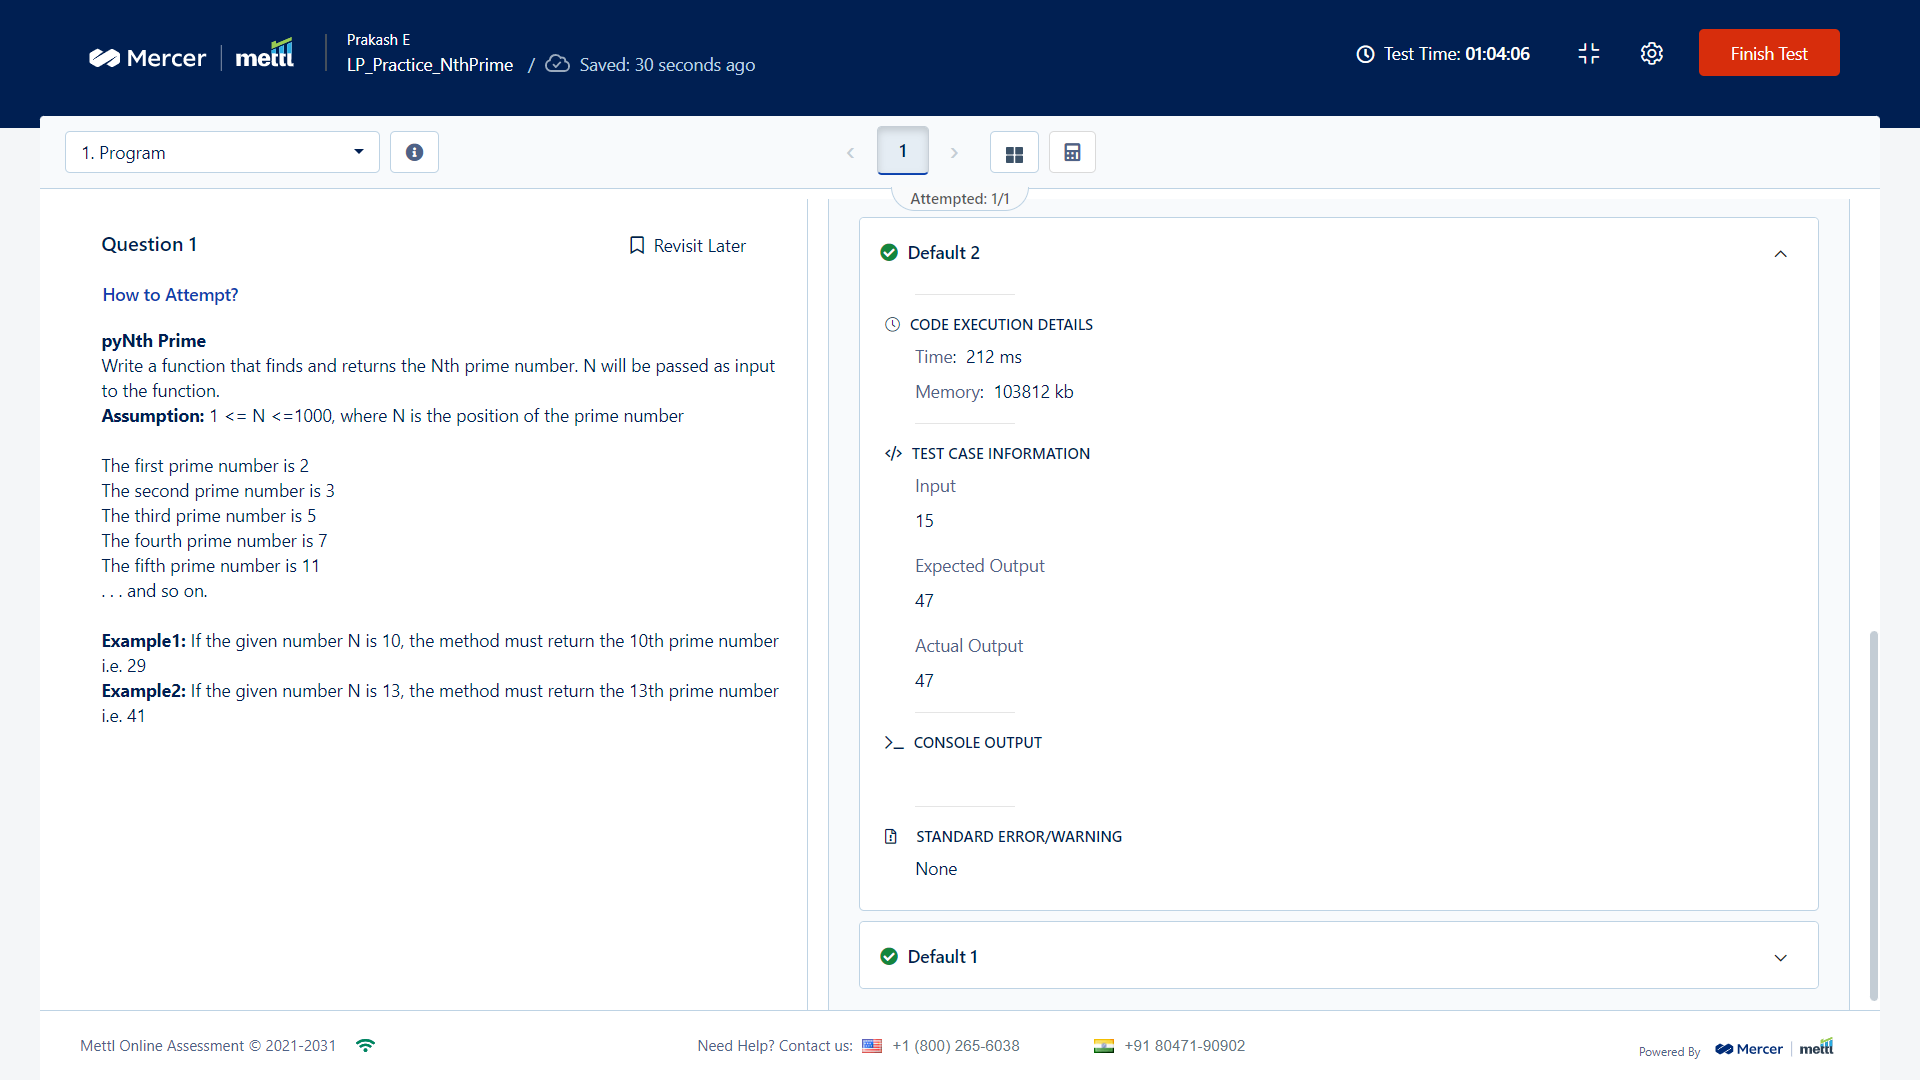 Mercer
mettl
Prakash E
LP_Practice_NthPrime / Saved: 30 seconds ago
Test Time: 01:04:06
Finish Test
1. Program
1
Attempted: 1/1
Question 1
Revisit Later
How to Attempt?
pyNth Prime
Write a function that finds and returns the Nth prime number. N will be passed as input
to the function.
Assumption: 1 <= N <=1000, where N is the position of the prime number
The first prime number is 2
The second prime number is 3
The third prime number is 5
The fourth prime number is 7
The fifth prime number is 11
. . . and so on.
Example1: If the given number N is 10, the method must return the 10th prime number
i.e. 29
Example2: If the given number N is 13, the method must return the 13th prime number
i.e. 41
Default 2
CODE EXECUTION DETAILS
Time: 212 ms
Memory: 103812 kb
TEST CASE INFORMATION
Input
15
Expected Output
47
Actual Output
47
CONSOLE OUTPUT
STANDARD ERROR/WARNING
None
Default 1
Mettl Online Assessment © 2021-2031
Need Help? Contact us: +1 (800) 265-6038
+91 80471-90902
Powered By
Mercer
mettl